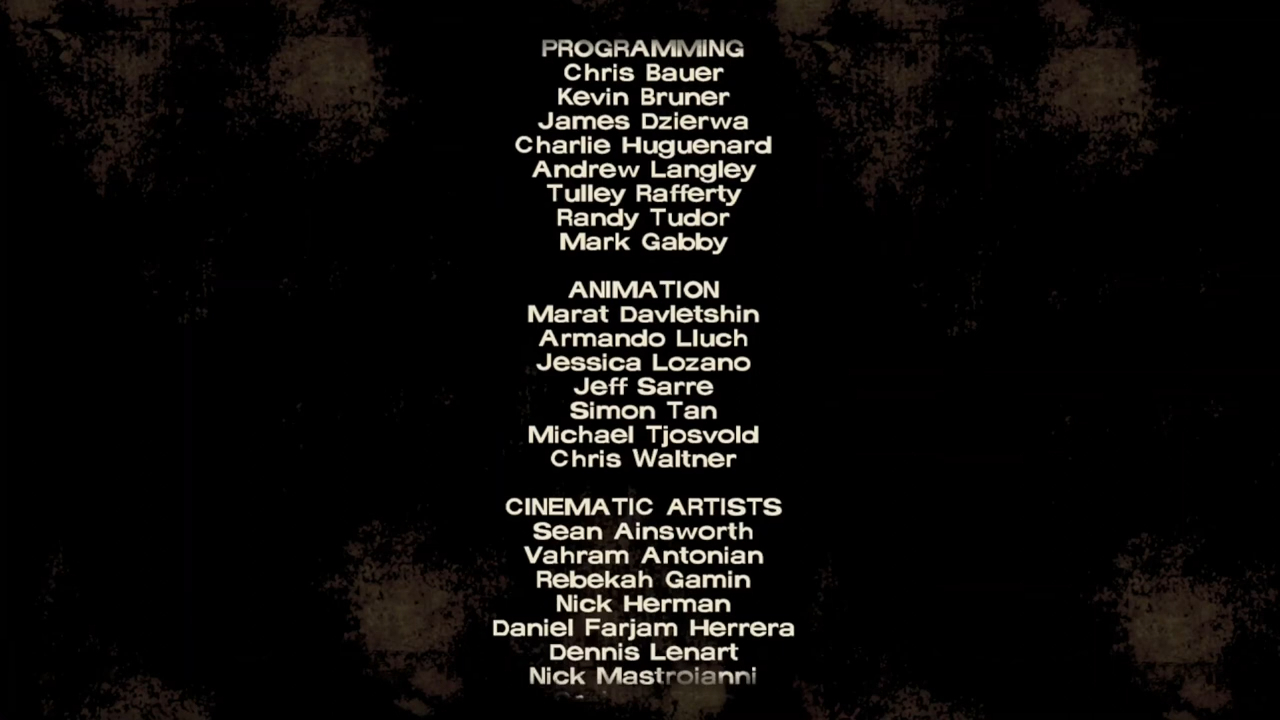 PROGRAMMING
Chris Bauer
Kevin Bruner
James Dzierwa
Charlie Huguenard
Andrew Langley
Tulley Rafferty
Randy Tudor
Mark Gabby
ANIMATION
Marat Davletshin
Armando Lluch
Jessica Lozano
Jeff Sarre
Simon Tan
Michael Tjosvold
Chris Waltner
CINEMATIC ARTISTS
Sean Ainsworth
Vahram Antonian
Rebekah Gamin
Nick Herman
Daniel Farjam Herrera
Dennis Lenart
Nick Mastroianni